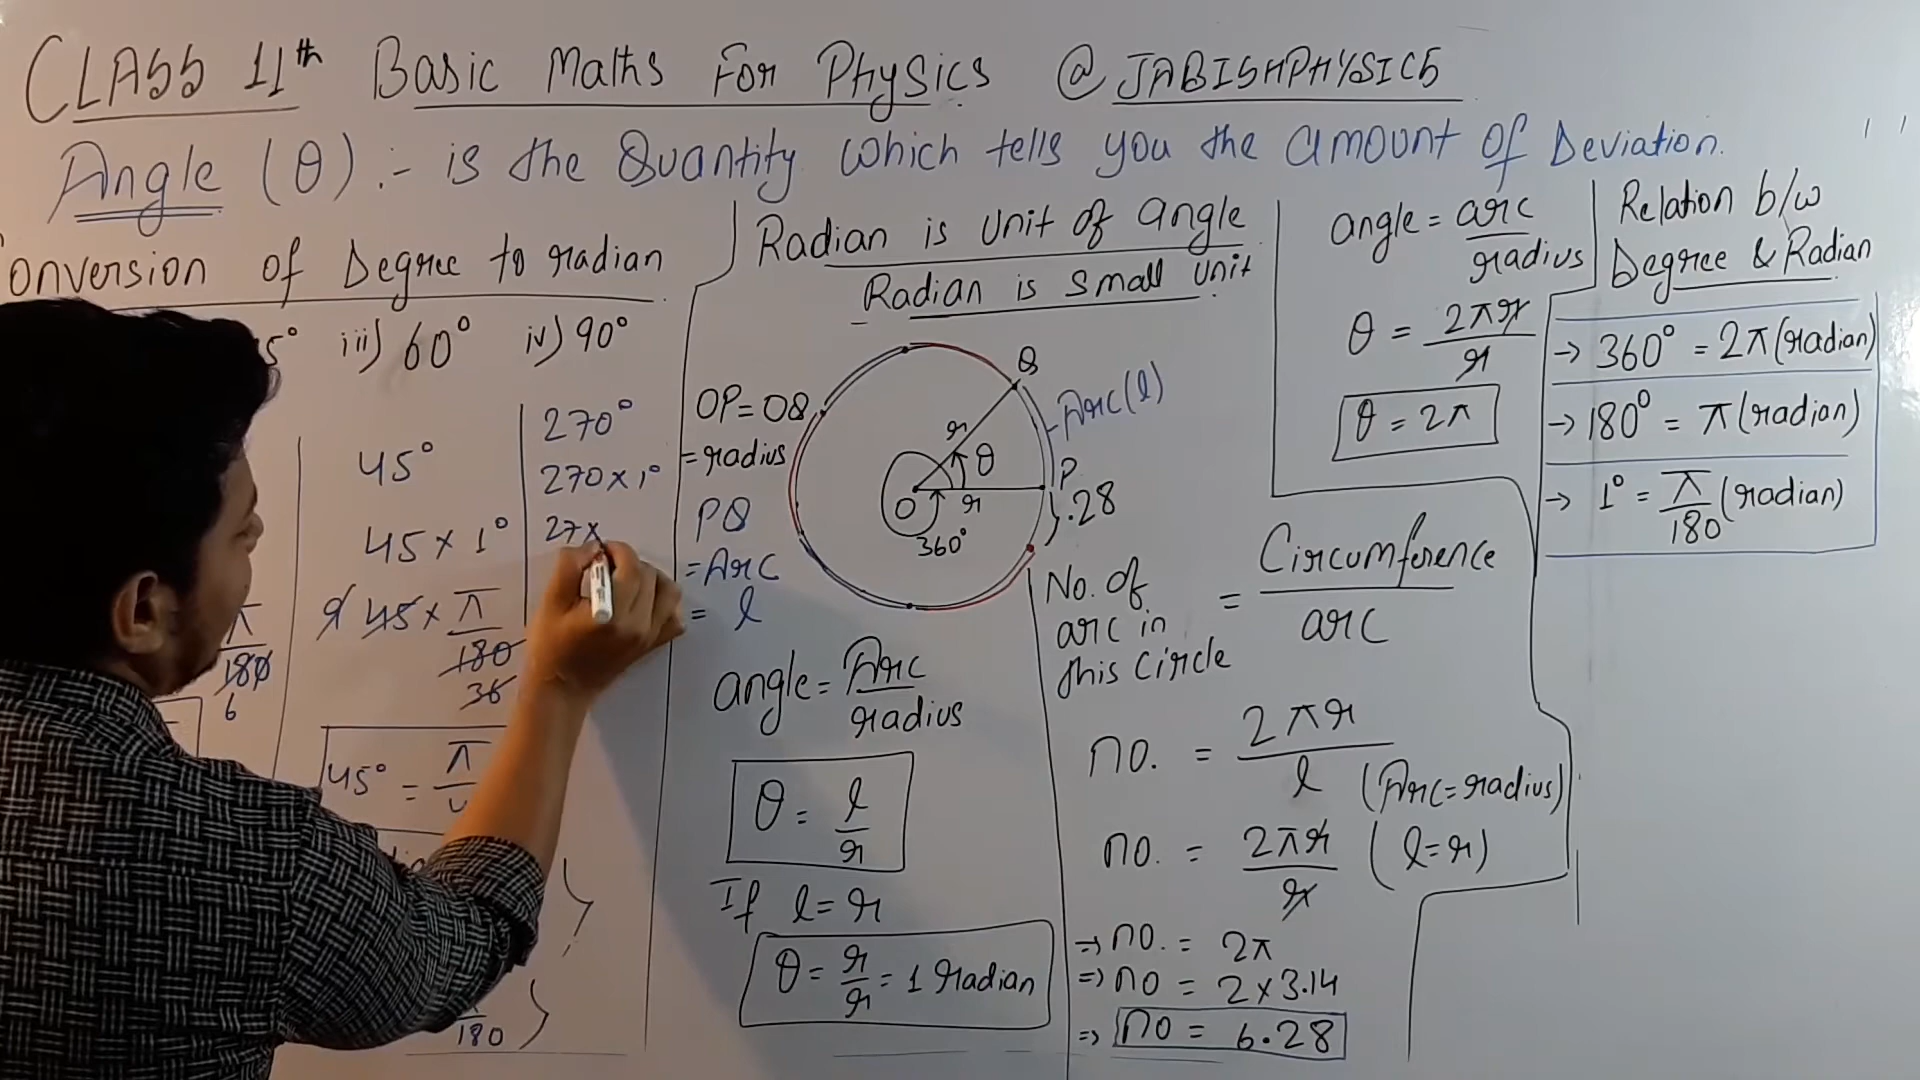 CLASS 11th Basic Maths For Physics @JABISHPHYSICS
Angle (θ) :- is the Quantity which tells you the amount of Deviation.
onversion of Degree to radian
5° iii) 60° iv) 90°
π
180
6
45°
45 × 1°
9 45 × π
180
36
45° = π
180
270°
270 × 1°
27 ×
Radian is unit of angle
Radian is small unit
OP = OQ
= radius
PQ
= Arc
= l
Q
Arc(l)
r
θ
P
O
r
360°
.28
angle = Arc
radius
θ = l
r
If l = r
θ = r/r = 1 radian
No. of
arc in
this circle
= Circumference
arc
no. = 2πr
l
(Arc = radius)
no. = 2πr
r
(l = r)
⇒ no. = 2π
⇒ no = 2 × 3.14
⇒ no = 6.28
angle = arc
radius
θ = 2πr
r
θ = 2π
Relation b/w
Degree & Radian
→ 360° = 2π (radian)
→ 180° = π (radian)
→ 1° = π
180 (radian)